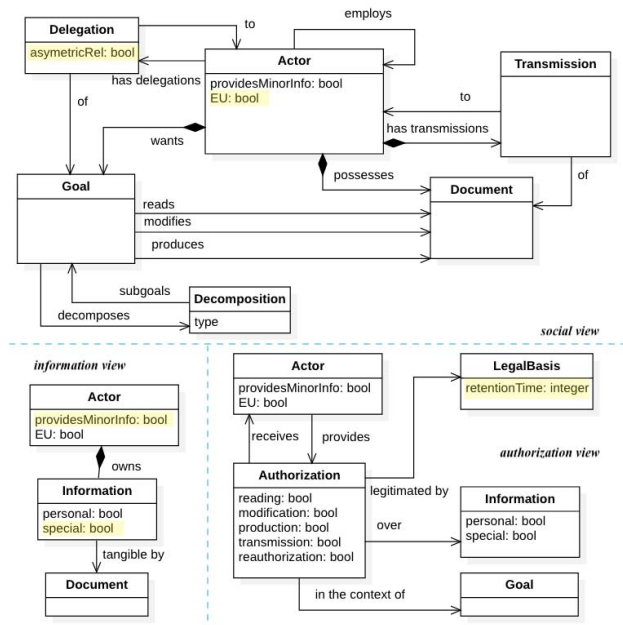 Delegation
asymetricRel: bool
to
employs
Actor
providesMinorInfo: bool
EU: bool
Transmission
has delegations
of
to
has transmissions
wants
possesses
of
Goal
Document
reads
modifies
produces
subgoals
Decomposition
type
decomposes
social view
information view
Actor
providesMinorInfo: bool
EU: bool
owns
Information
personal: bool
special: bool
tangible by
Document
Actor
providesMinorInfo: bool
EU: bool
LegalBasis
retentionTime: integer
receives
provides
authorization view
Authorization
reading: bool
modification: bool
production: bool
transmission: bool
reauthorization: bool
legitimated by
over
Information
personal: bool
special: bool
in the context of
Goal